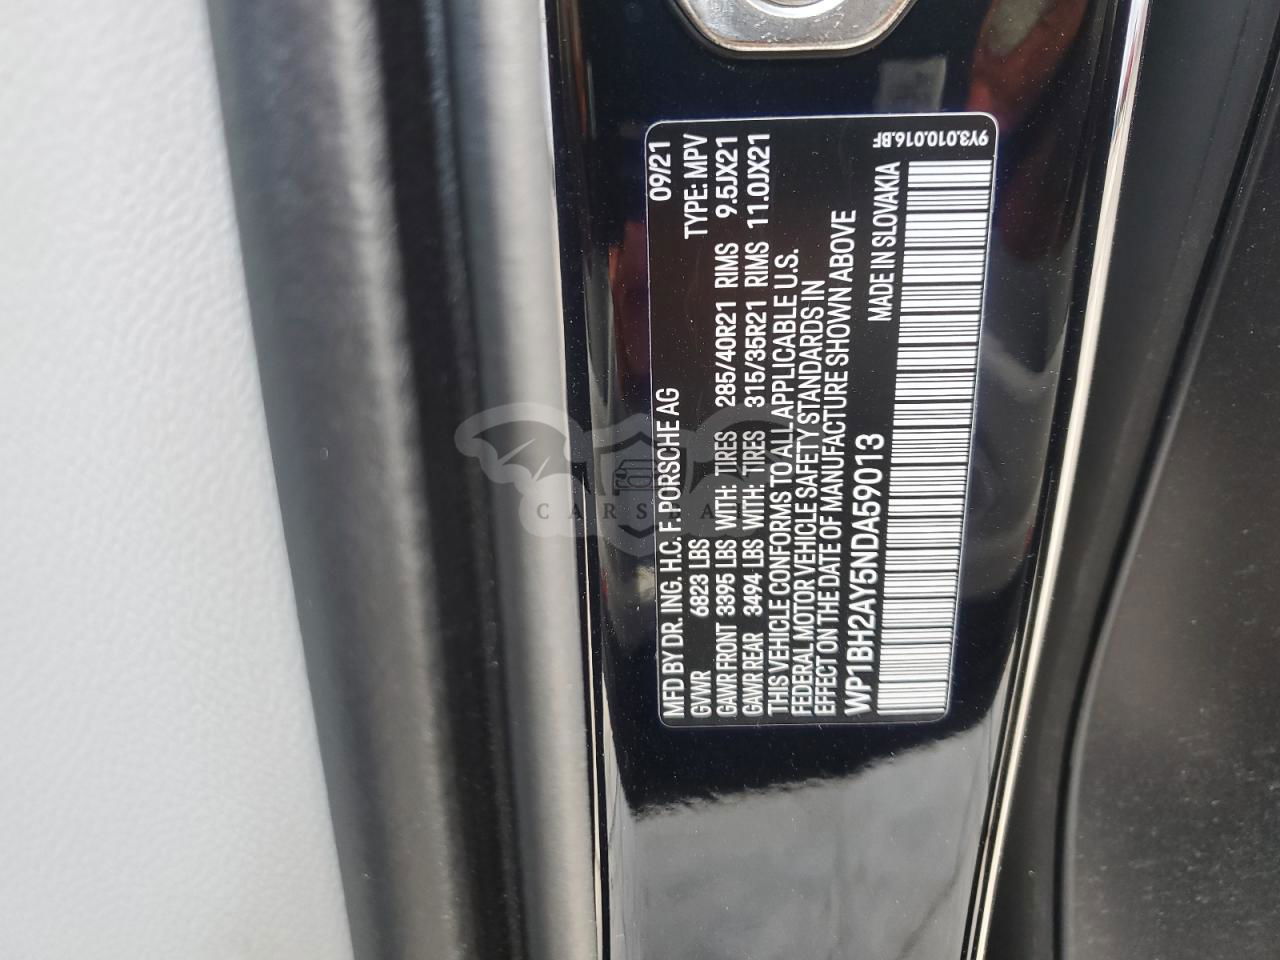 MFD BY DR. ING. H.C. F. PORSCHE AG 09/21
GVWR 6823 LBS TYPE: MPV
GAWR FRONT 3395 LBS WITH: TIRES 285/40R21 RIMS 9.5JX21
GAWR REAR 3494 LBS WITH: TIRES 315/35R21 RIMS 11.0JX21
THIS VEHICLE CONFORMS TO ALL APPLICABLE U.S.
FEDERAL MOTOR VEHICLE SAFETY STANDARDS IN
EFFECT ON THE DATE OF MANUFACTURE SHOWN ABOVE
WP1BH2AY5NDA59013
MADE IN SLOVAKIA
9Y3.010.016.BF